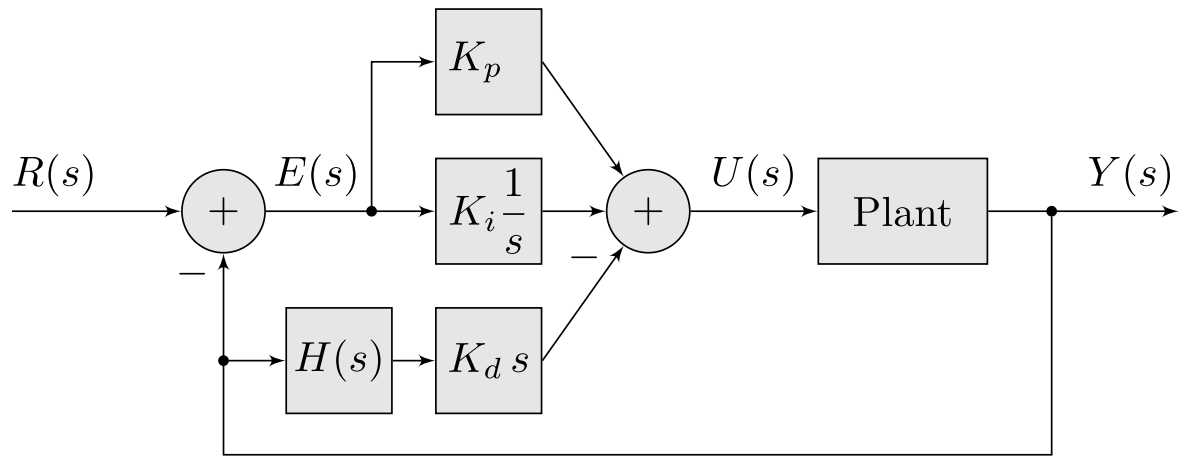 K_p
R(s)
E(s)
U(s)
Y(s)
+
K_i 1/s
+
Plant
−
−
H(s)
K_d s